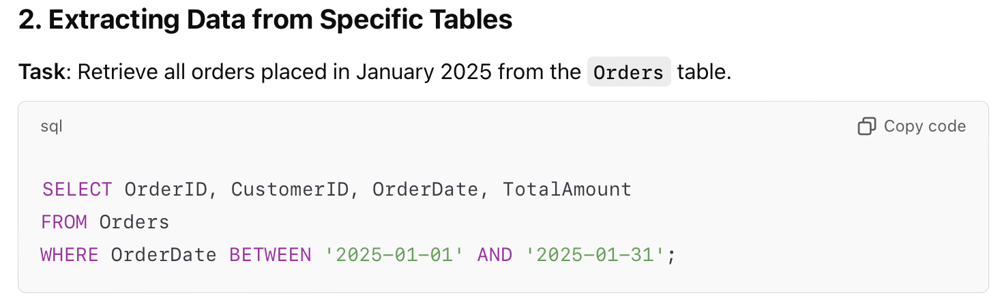 2. Extracting Data from Specific Tables
Task: Retrieve all orders placed in January 2025 from the Orders table.
sql
Copy code
SELECT OrderID, CustomerID, OrderDate, TotalAmount
FROM Orders
WHERE OrderDate BETWEEN '2025-01-01' AND '2025-01-31';